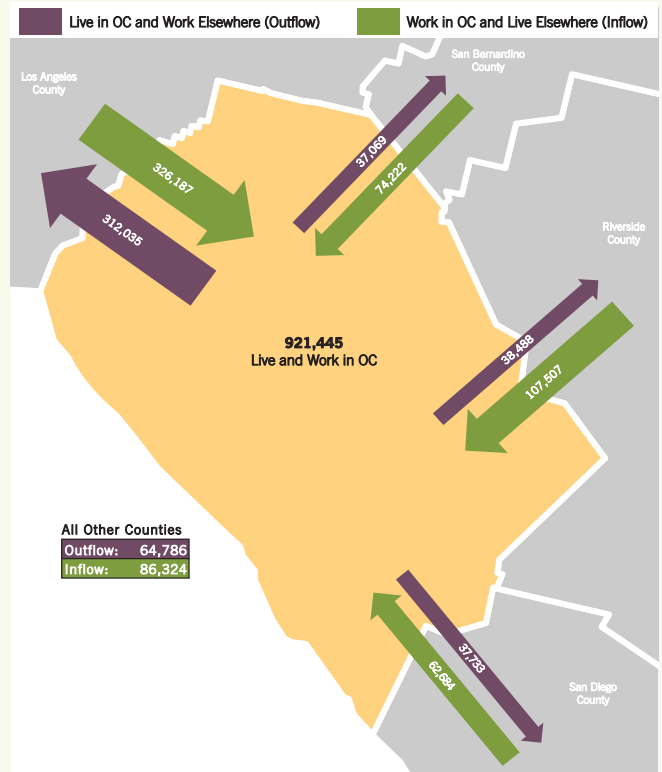 Live in OC and Work Elsewhere (Outflow)
Work in OC and Live Elsewhere (Inflow)
Los Angeles
County
San Bernardino
County
37,069
74,222
326,187
312,035
Riverside
County
921,445
Live and Work in OC
38,488
107,507
All Other Counties
Outflow: 64,786
Inflow: 86,324
37,733
62,684
San Diego
County